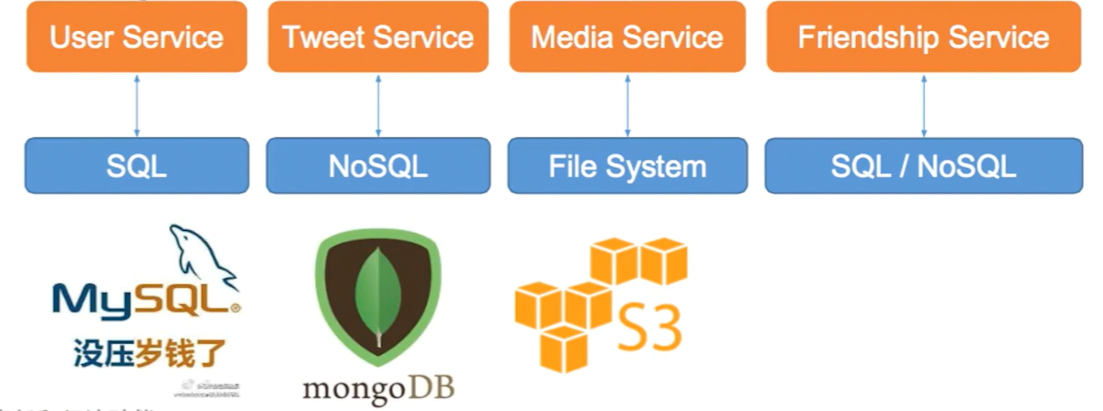 User Service
Tweet Service
Media Service
Friendship Service
SQL
NoSQL
File System
SQL / NoSQL
MySQL®
没压岁钱了
mongoDB
S3